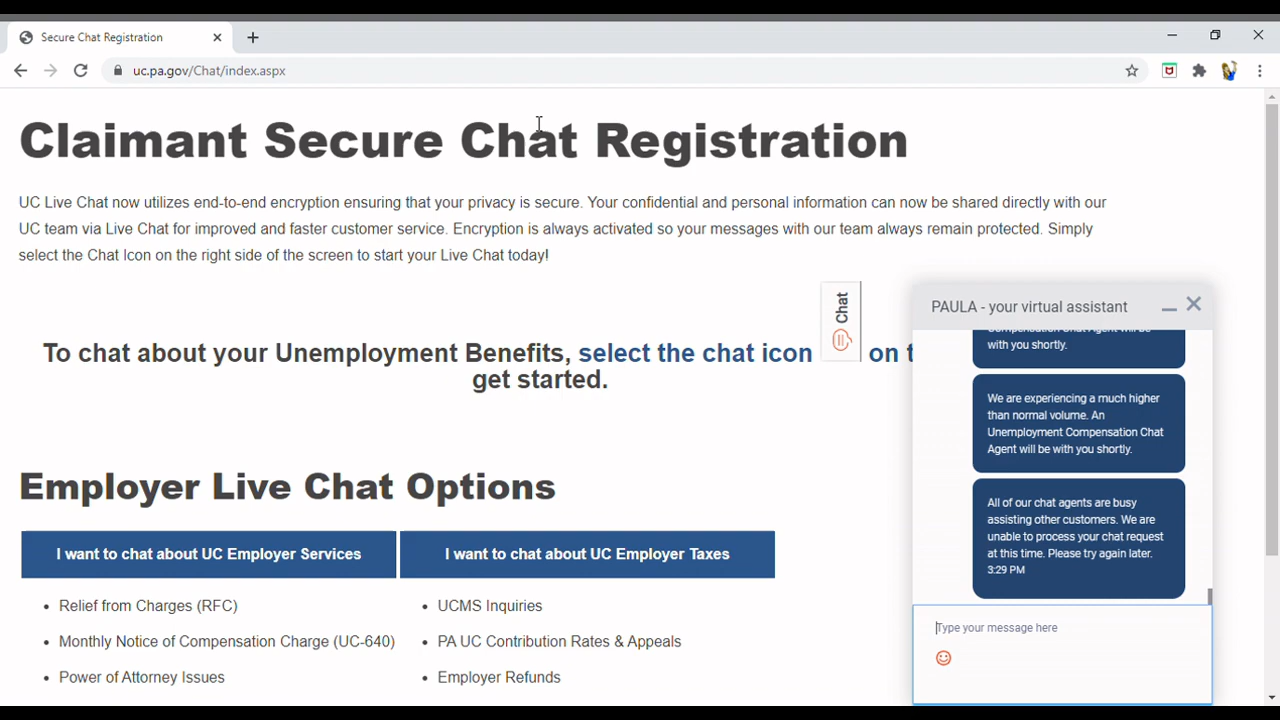 Secure Chat Registration
uc.pa.gov/Chat/index.aspx
Claimant Secure Chat Registration
UC Live Chat now utilizes end-to-end encryption ensuring that your privacy is secure. Your confidential and personal information can now be shared directly with our
UC team via Live Chat for improved and faster customer service. Encryption is always activated so your messages with our team always remain protected. Simply
select the Chat Icon on the right side of the screen to start your Live Chat today!
To chat about your Unemployment Benefits, select the chat icon
Chat
on
get started.
Employer Live Chat Options
I want to chat about UC Employer Services
I want to chat about UC Employer Taxes
• Relief from Charges (RFC)
• Monthly Notice of Compensation Charge (UC-640)
• Power of Attorney Issues
• UCMS Inquiries
• PA UC Contribution Rates & Appeals
• Employer Refunds
PAULA - your virtual assistant
Compensation Chat Agent will be
with you shortly.
We are experiencing a much higher
than normal volume. An
Unemployment Compensation Chat
Agent will be with you shortly.
All of our chat agents are busy
assisting other customers. We are
unable to process your chat request
at this time. Please try again later.
3:29 PM
Type your message here